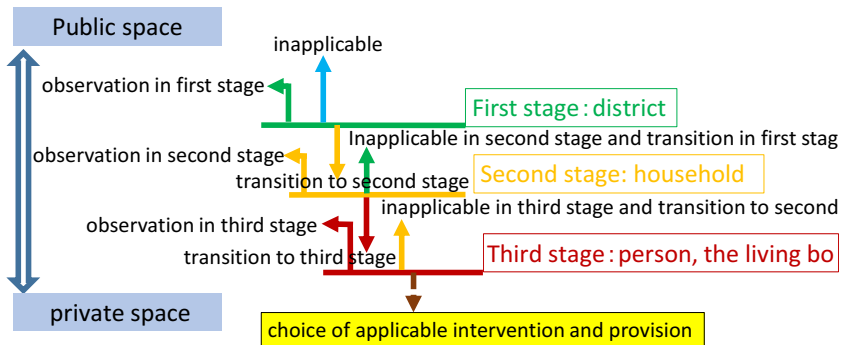 Public space
inapplicable
observation in first stage
First stage：district
Inapplicable in second stage and transition in first stag
observation in second stage
transition to second stage
Second stage: household
inapplicable in third stage and transition to second
observation in third stage
transition to third stage
Third stage：person, the living bo
private space
choice of applicable intervention and provision